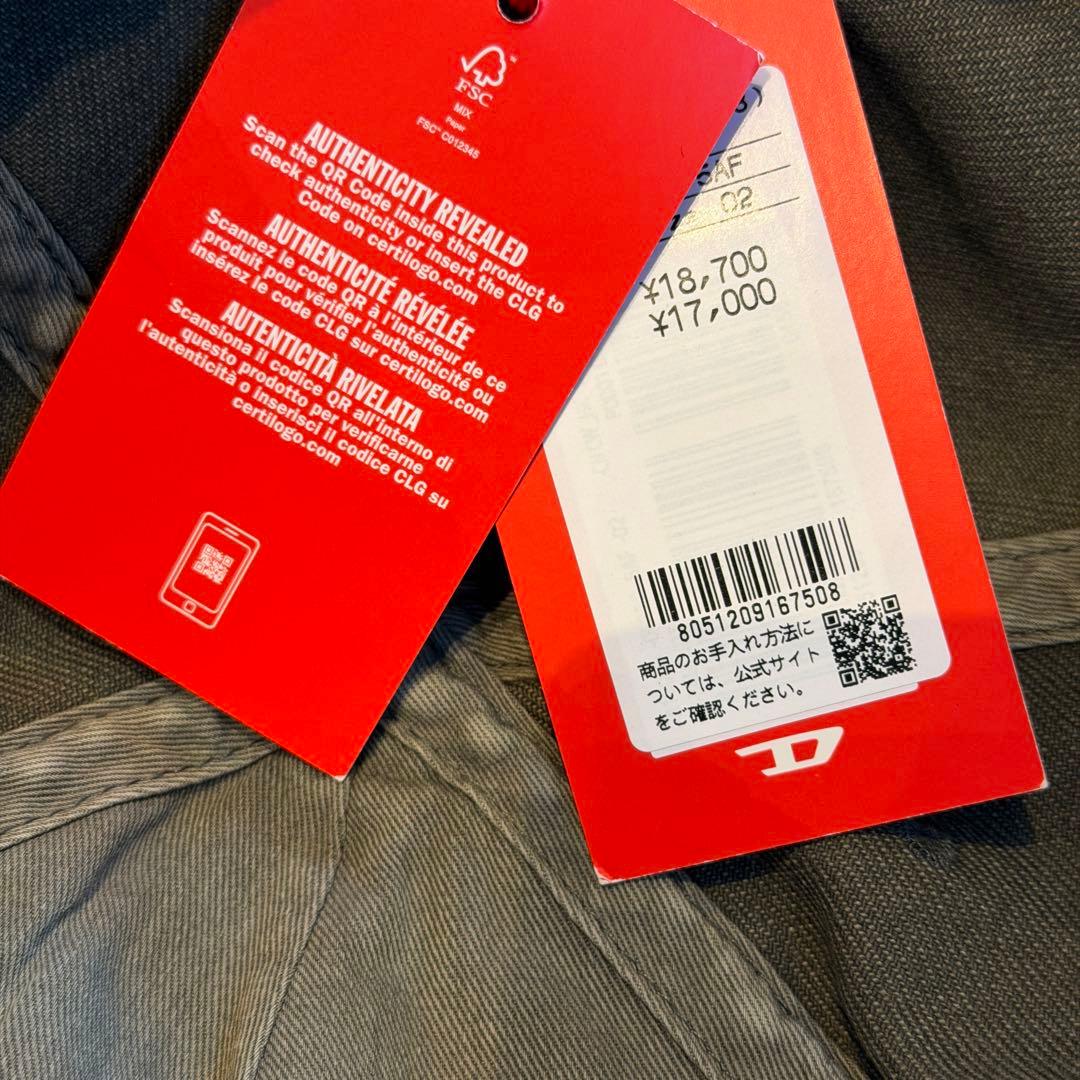 FSC
MIX
Paper
FSC® C012345
AUTHENTICITY REVEALED
Scan the QR Code inside this product to
check authenticity or insert the CLG
Code on certilogo.com
AUTHENTICITÉ RÉVÉLÉE
Scannez le code QR à l'intérieur de ce
produit pour vérifier l'authenticité ou
insérez le code CLG sur certilogo.com
AUTENTICITÀ RIVELATA
Scansiona il codice QR all'interno di
questo prodotto per verificarne
l'autenticità o inserisci il codice CLG su
certilogo.com
SAF
02
¥18,700
¥17,000
8051209167508
商品のお手入れ方法に
ついては、公式サイト
をご確認ください。